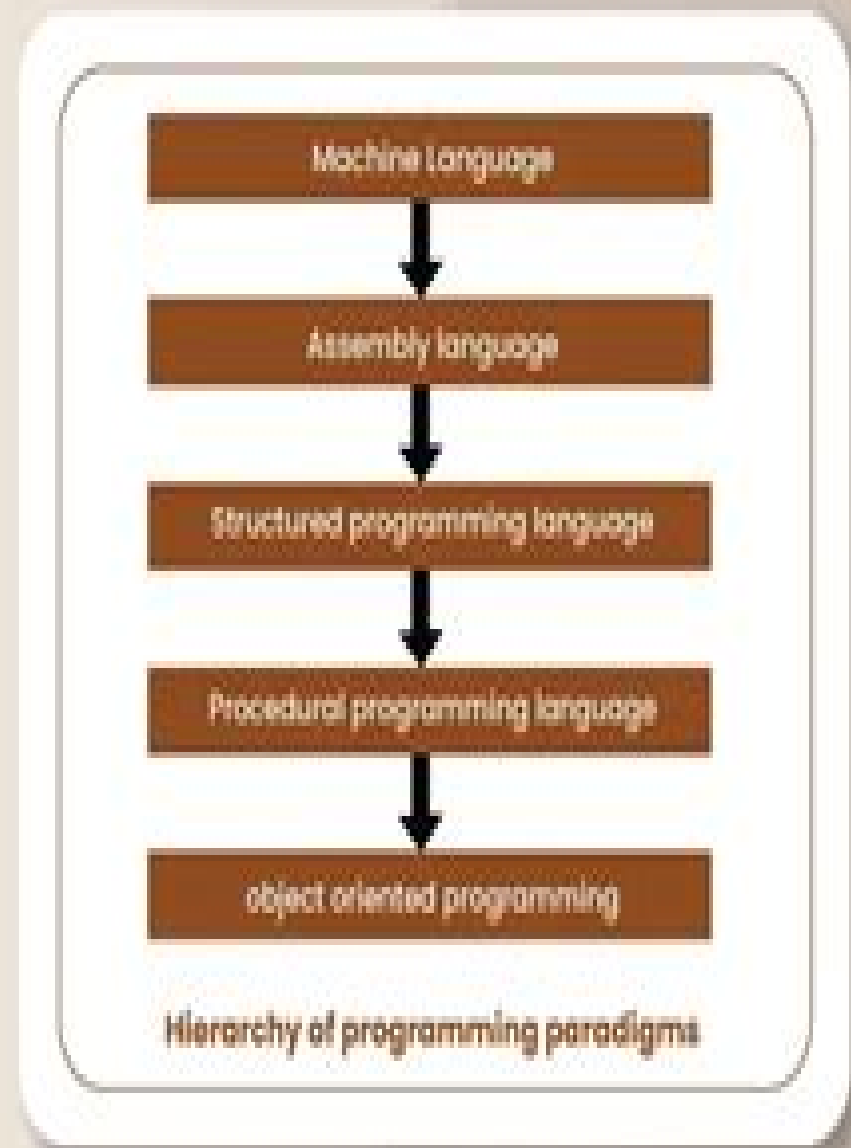 Machine Language
Assembly language
Structured programming language
Procedural programming language
object oriented programming
Hierarchy of programming paradigms